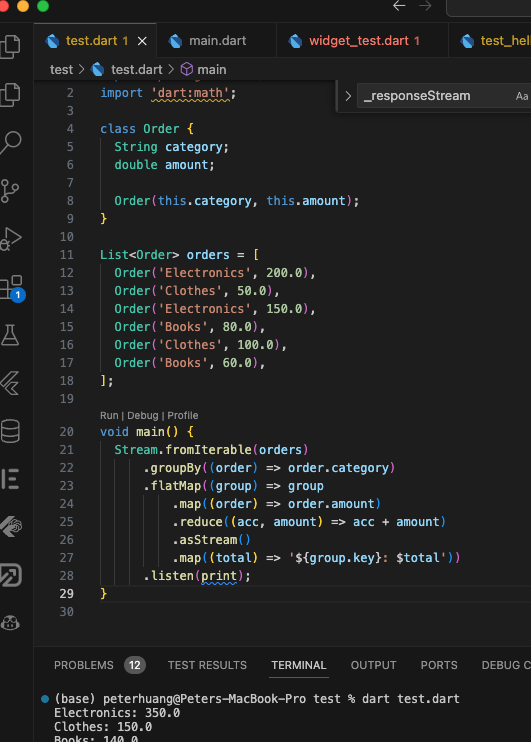 test.dart 1
main.dart
widget_test.dart 1
test_hel
test > test.dart > main
_responseStream
Aa
2 import 'dart:math';
3
4 class Order {
5 String category;
6 double amount;
7
8 Order(this.category, this.amount);
9 }
10
11 List<Order> orders = [
12 Order('Electronics', 200.0),
13 Order('Clothes', 50.0),
14 Order('Electronics', 150.0),
15 Order('Books', 80.0),
16 Order('Clothes', 100.0),
17 Order('Books', 60.0),
18 ];
19
Run | Debug | Profile
20 void main() {
21 Stream.fromIterable(orders)
22 .groupBy((order) => order.category)
23 .flatMap((group) => group
24 .map((order) => order.amount)
25 .reduce((acc, amount) => acc + amount)
26 .asStream()
27 .map((total) => '${group.key}: $total'))
28 .listen(print);
29 }
30
1
PROBLEMS 12 TEST RESULTS TERMINAL OUTPUT PORTS DEBUG C
(base) peterhuang@Peters-MacBook-Pro test % dart test.dart
Electronics: 350.0
Clothes: 150.0
Books: 140.0